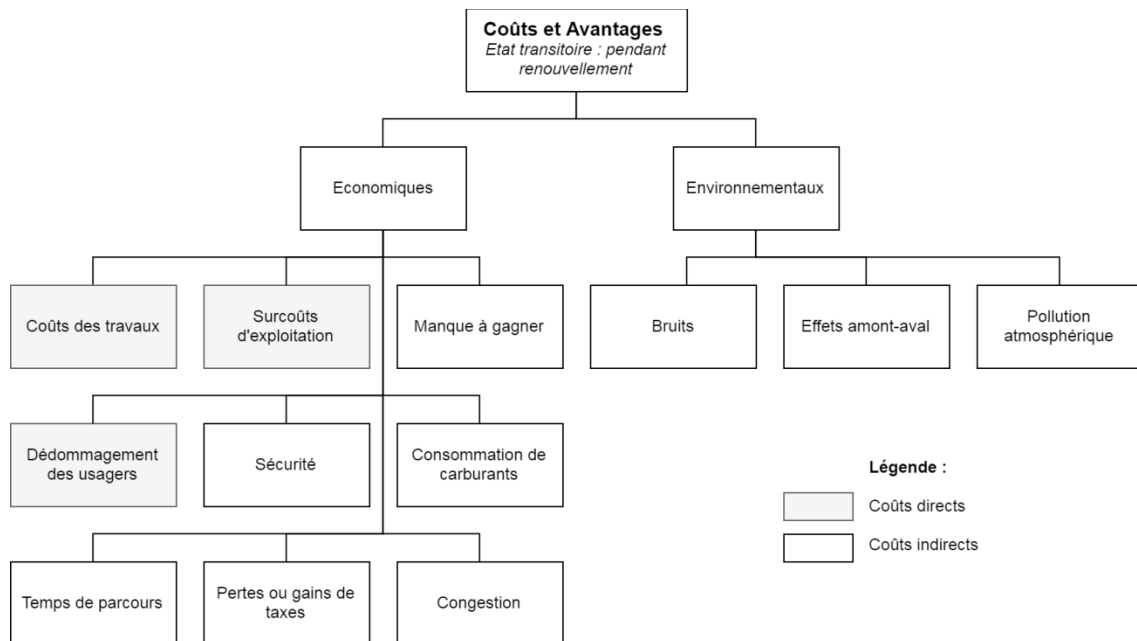 Coûts et Avantages
Etat transitoire : pendant
renouvellement
Economiques
Environnementaux
Coûts des travaux
Surcoûts
d'exploitation
Manque à gagner
Bruits
Effets amont-aval
Pollution
atmosphérique
Dédommagement
des usagers
Sécurité
Consommation de
carburants
Légende :
Coûts directs
Coûts indirects
Temps de parcours
Pertes ou gains de
taxes
Congestion